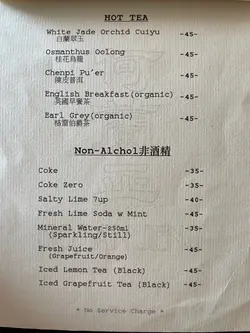 HOT TEA
White Jade Orchid Cuiyu -45-
白蘭翠玉
Osmanthus Oolong -45-
桂花烏龍
Chenpi Pu'er -45-
陳皮普洱
English Breakfast(organic) -45-
英國早餐茶
Earl Grey(organic) -45-
格雷伯爵茶
Non-Alchol非酒精
Coke -35-
Coke Zero -35-
Salty Lime 7up -40-
Fresh Lime Soda w Mint -40-
Mineral Water-250ml -35-
(Sparkling/Still)
Fresh Juice -45-
(Grapefruit/Orange)
Iced Lemon Tea (Black) -45-
Iced Grapefruit Tea (Black) -45-
* No Service Charge *